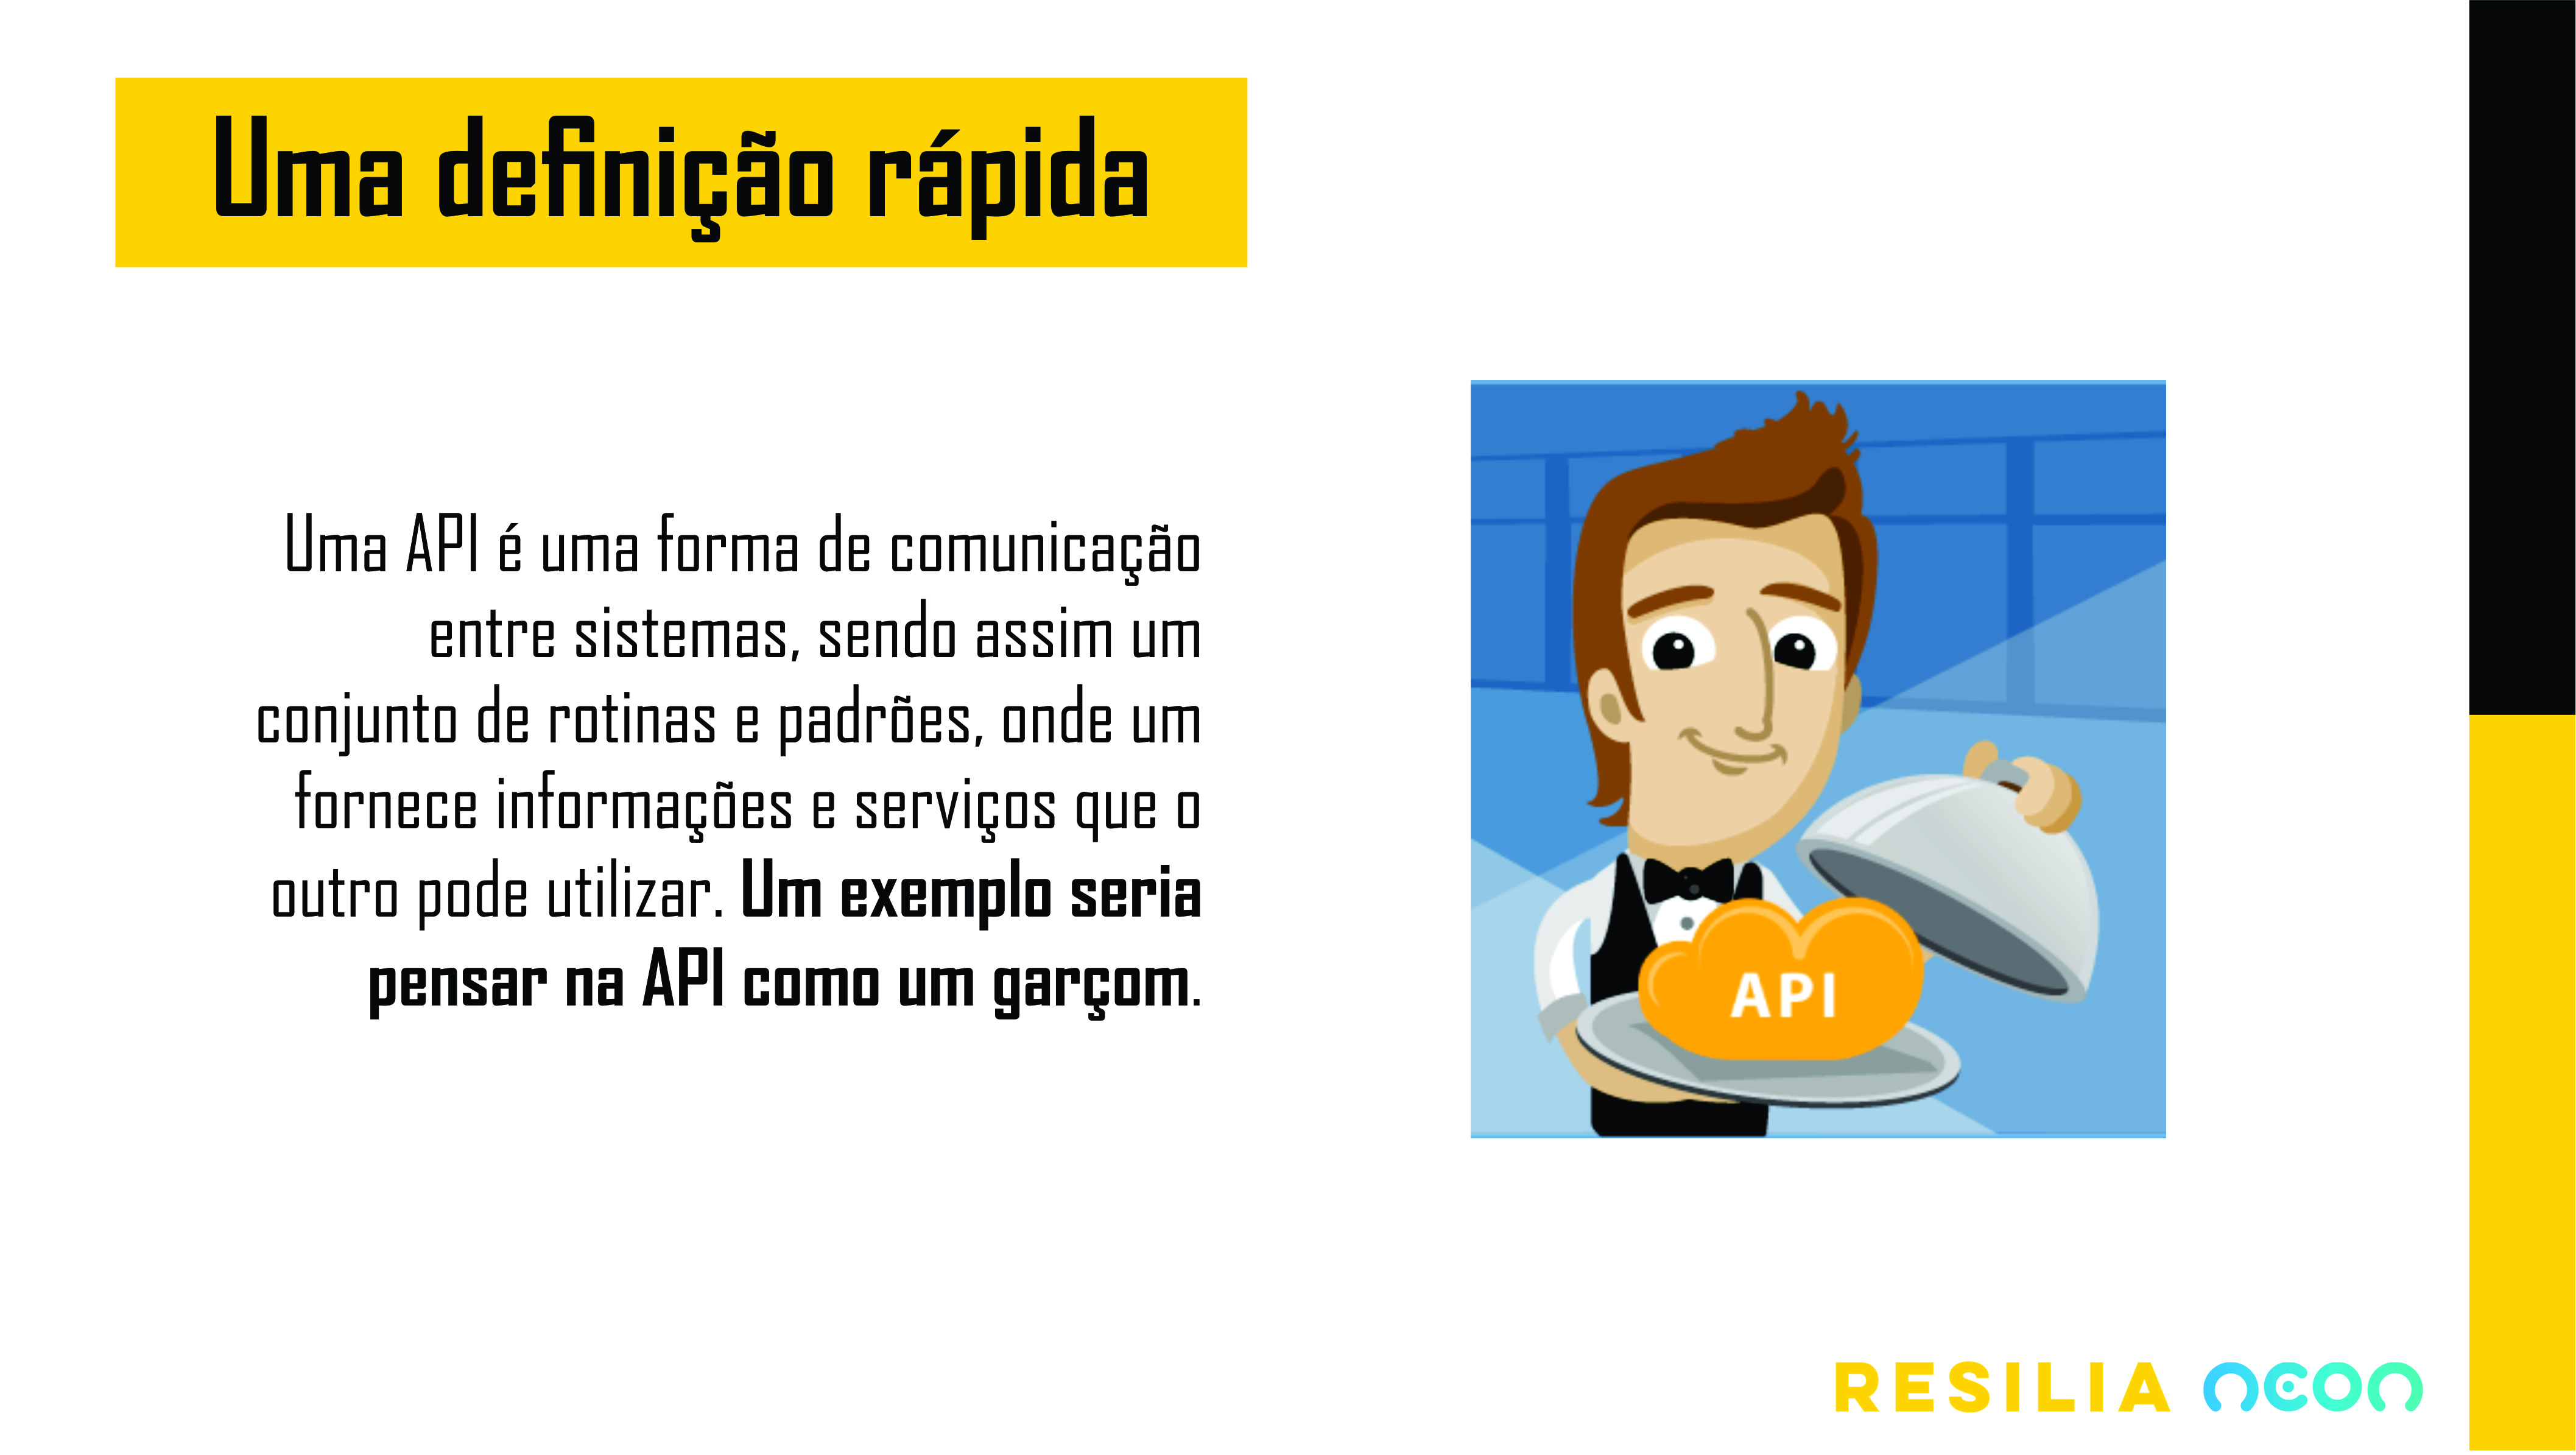 Uma definição rápida
Uma API é uma forma de comunicação
entre sistemas, sendo assim um
conjunto de rotinas e padrões, onde um
fornece informações e serviços que o
outro pode utilizar. Um exemplo seria
pensar na API como um garçom.
API
RESILIA neon